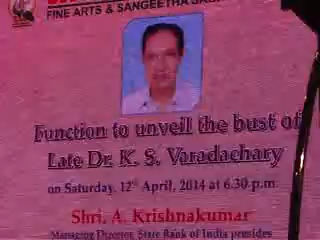 FINE ARTS & SANGEETHA
Function to unveil the bust of
Late Dr. K. S. Varadachary
on Saturday, 12th April, 2014 at 6.30.p.m
Shri. A. Krishnakumar
Managing Director, State Bank of India presides